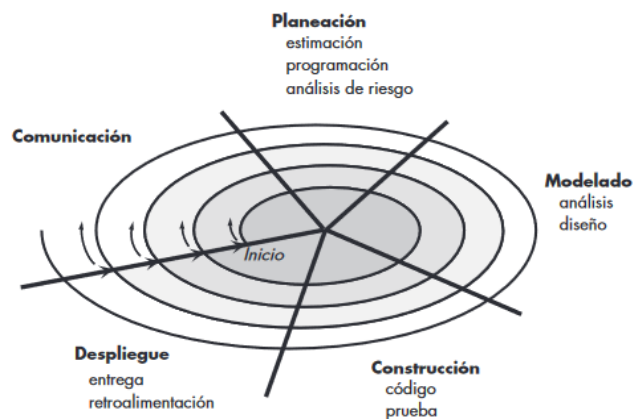 Planeación
estimación
programación
análisis de riesgo
Comunicación
Modelado
análisis
diseño
Inicio
Despliegue
entrega
retroalimentación
Construcción
código
prueba